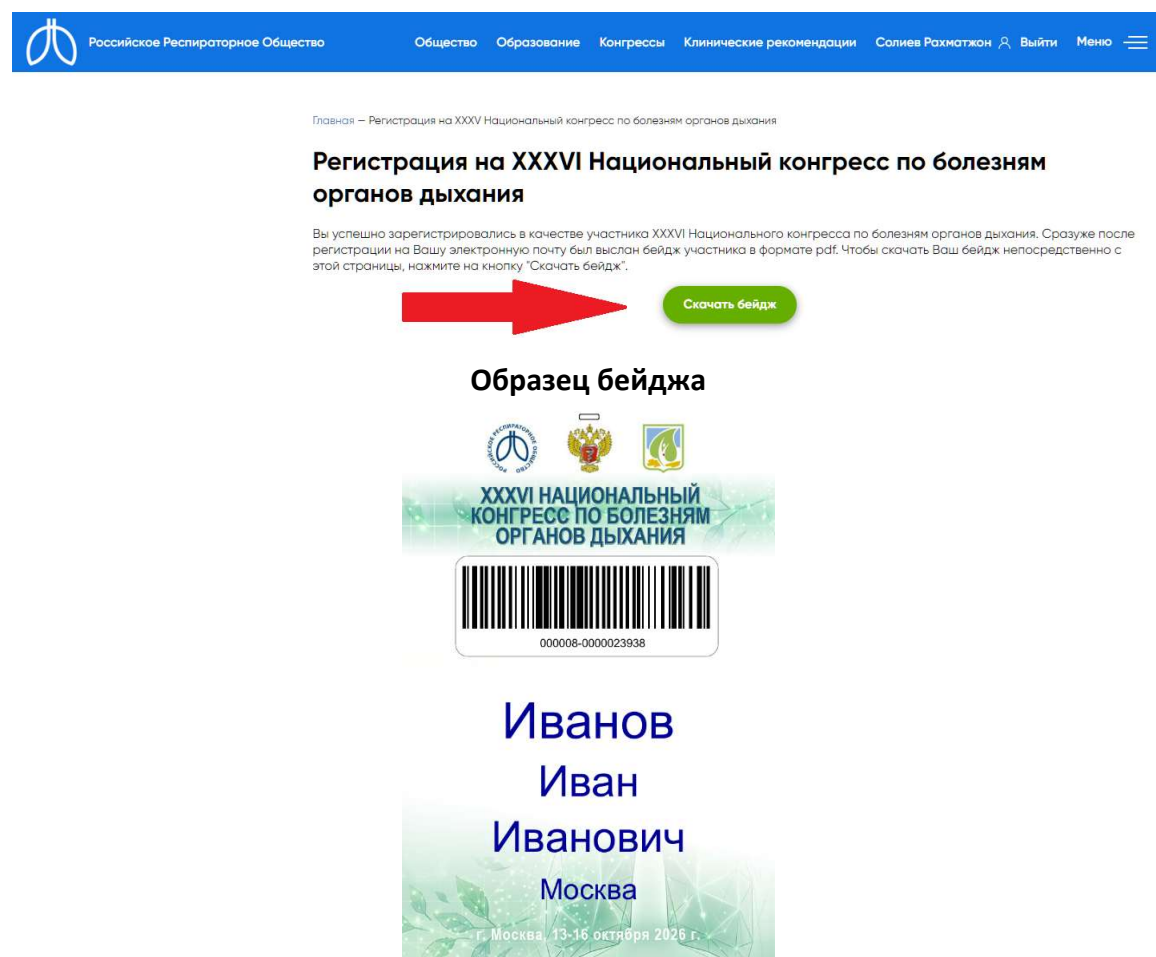 Российское Респираторное Общество
Общество Образование Конгрессы Клинические рекомендации Солиев Рахматжон Выйти Меню
Главная — Регистрация на XXXV Национальный конгресс по болезням органов дыхания
Регистрация на XXXVI Национальный конгресс по болезням
органов дыхания
Вы успешно зарегистрировались в качестве участника XXXVI Национального конгресса по болезням органов дыхания. Сразуже после
регистрации на Вашу электронную почту был выслан бейдж участника в формате pdf. Чтобы скачать Ваш бейдж непосредственно с
этой страницы, нажмите на кнопку "Скачать бейдж".
Скачать бейдж
Образец бейджа
РОССИЙСКОЕ РЕСПИРАТОРНОЕ ОБЩЕСТВО
XXXVI НАЦИОНАЛЬНЫЙ
КОНГРЕСС ПО БОЛЕЗНЯМ
ОРГАНОВ ДЫХАНИЯ
000008-0000023938
Иванов
Иван
Иванович
Москва
г. Москва, 13-16 октября 2026 г.